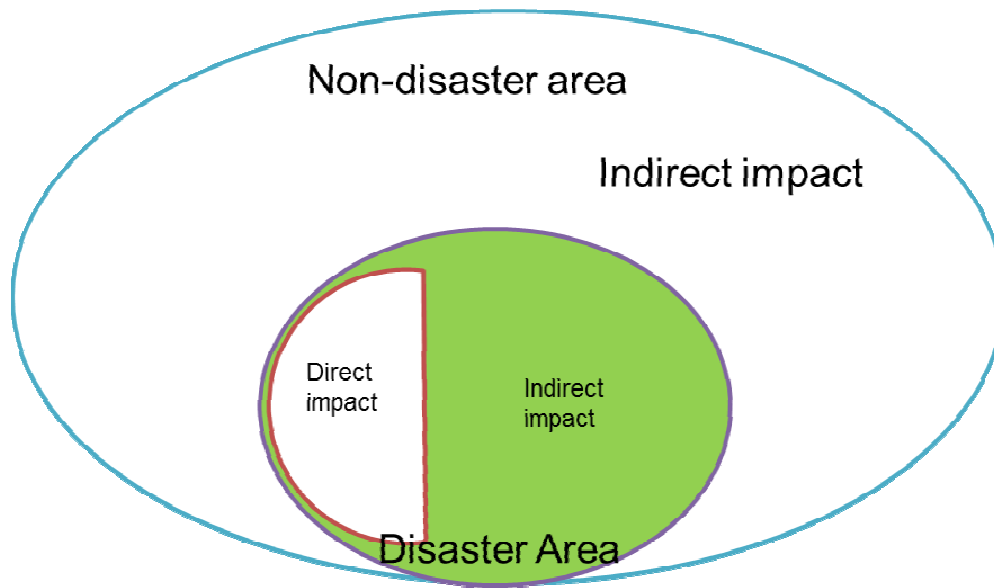 Non-disaster area
Indirect impact
Direct
impact
Indirect
impact
Disaster Area